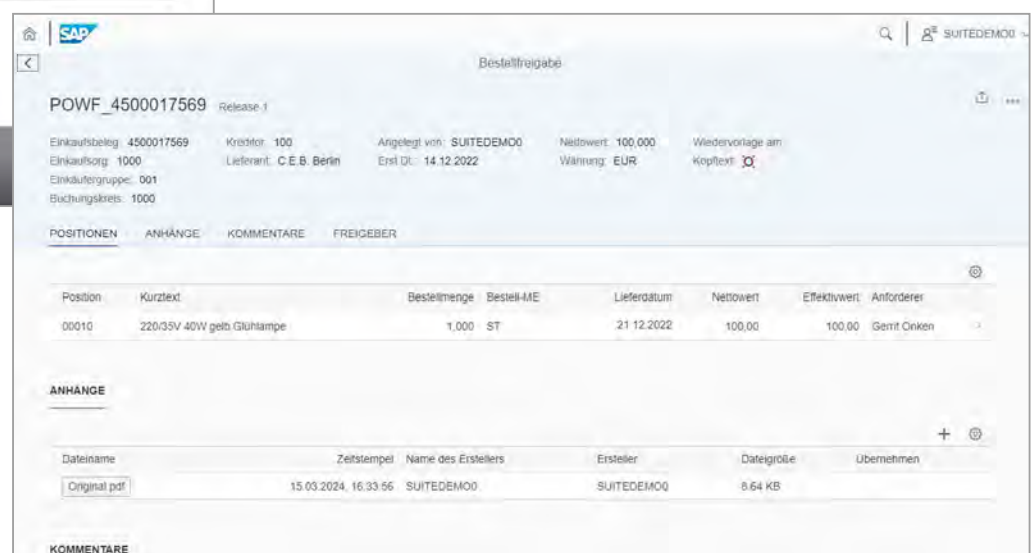 SAP
SUITEDEMO0
Bestellfreigabe
POWF_4500017569 Release 1
Einkaufsbeleg: 4500017569 Kreditor: 100 Angelegt von: SUITEDEMO0 Nettowert: 100,000 Wiedervorlage am:
Einkaufsorg: 1000 Lieferant: C.E.B. Berlin Erst.Dt.: 14.12.2022 Währung: EUR Kopftext:
Einkäufergruppe: 001
Buchungskreis: 1000
POSITIONEN ANHÄNGE KOMMENTARE FREIGEBER
Position Kurztext Bestellmenge Bestell-ME Lieferdatum Nettowert Effektivwert Anforderer
00010 220/35V 40W gelb Glühlampe 1,000 ST 21.12.2022 100,00 100,00 Gerrit Onken
ANHÄNGE
Dateiname Zeitstempel Name des Erstellers Ersteller Dateigröße Übernehmen
Original.pdf 15.03.2024, 16:33:56 SUITEDEMO0 SUITEDEMO0 8.64 KB
KOMMENTARE